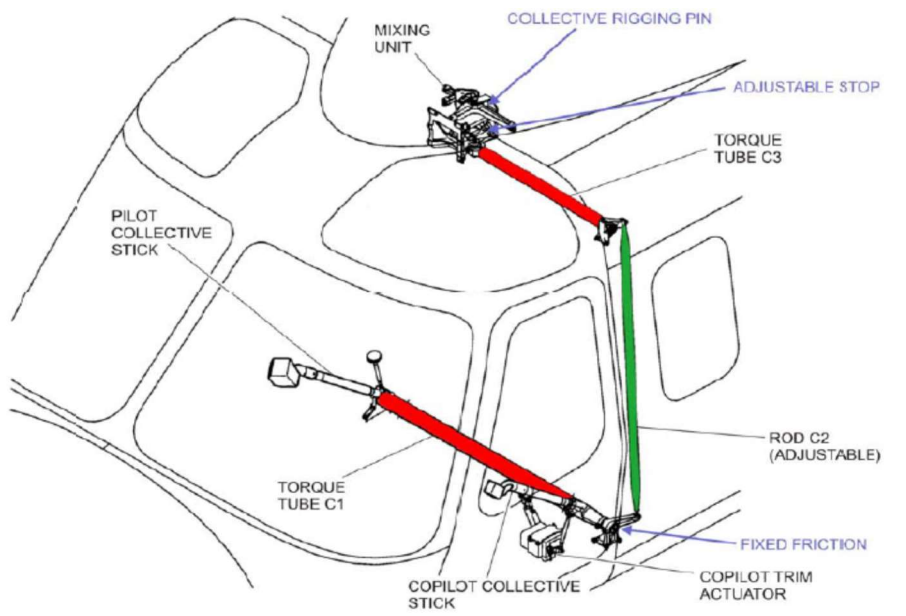 COLLECTIVE RIGGING PIN
MIXING
UNIT
ADJUSTABLE STOP
TORQUE
TUBE C3
PILOT
COLLECTIVE
STICK
ROD C2
(ADJUSTABLE)
TORQUE
TUBE C1
FIXED FRICTION
COPILOT COLLECTIVE
STICK
COPILOT TRIM
ACTUATOR